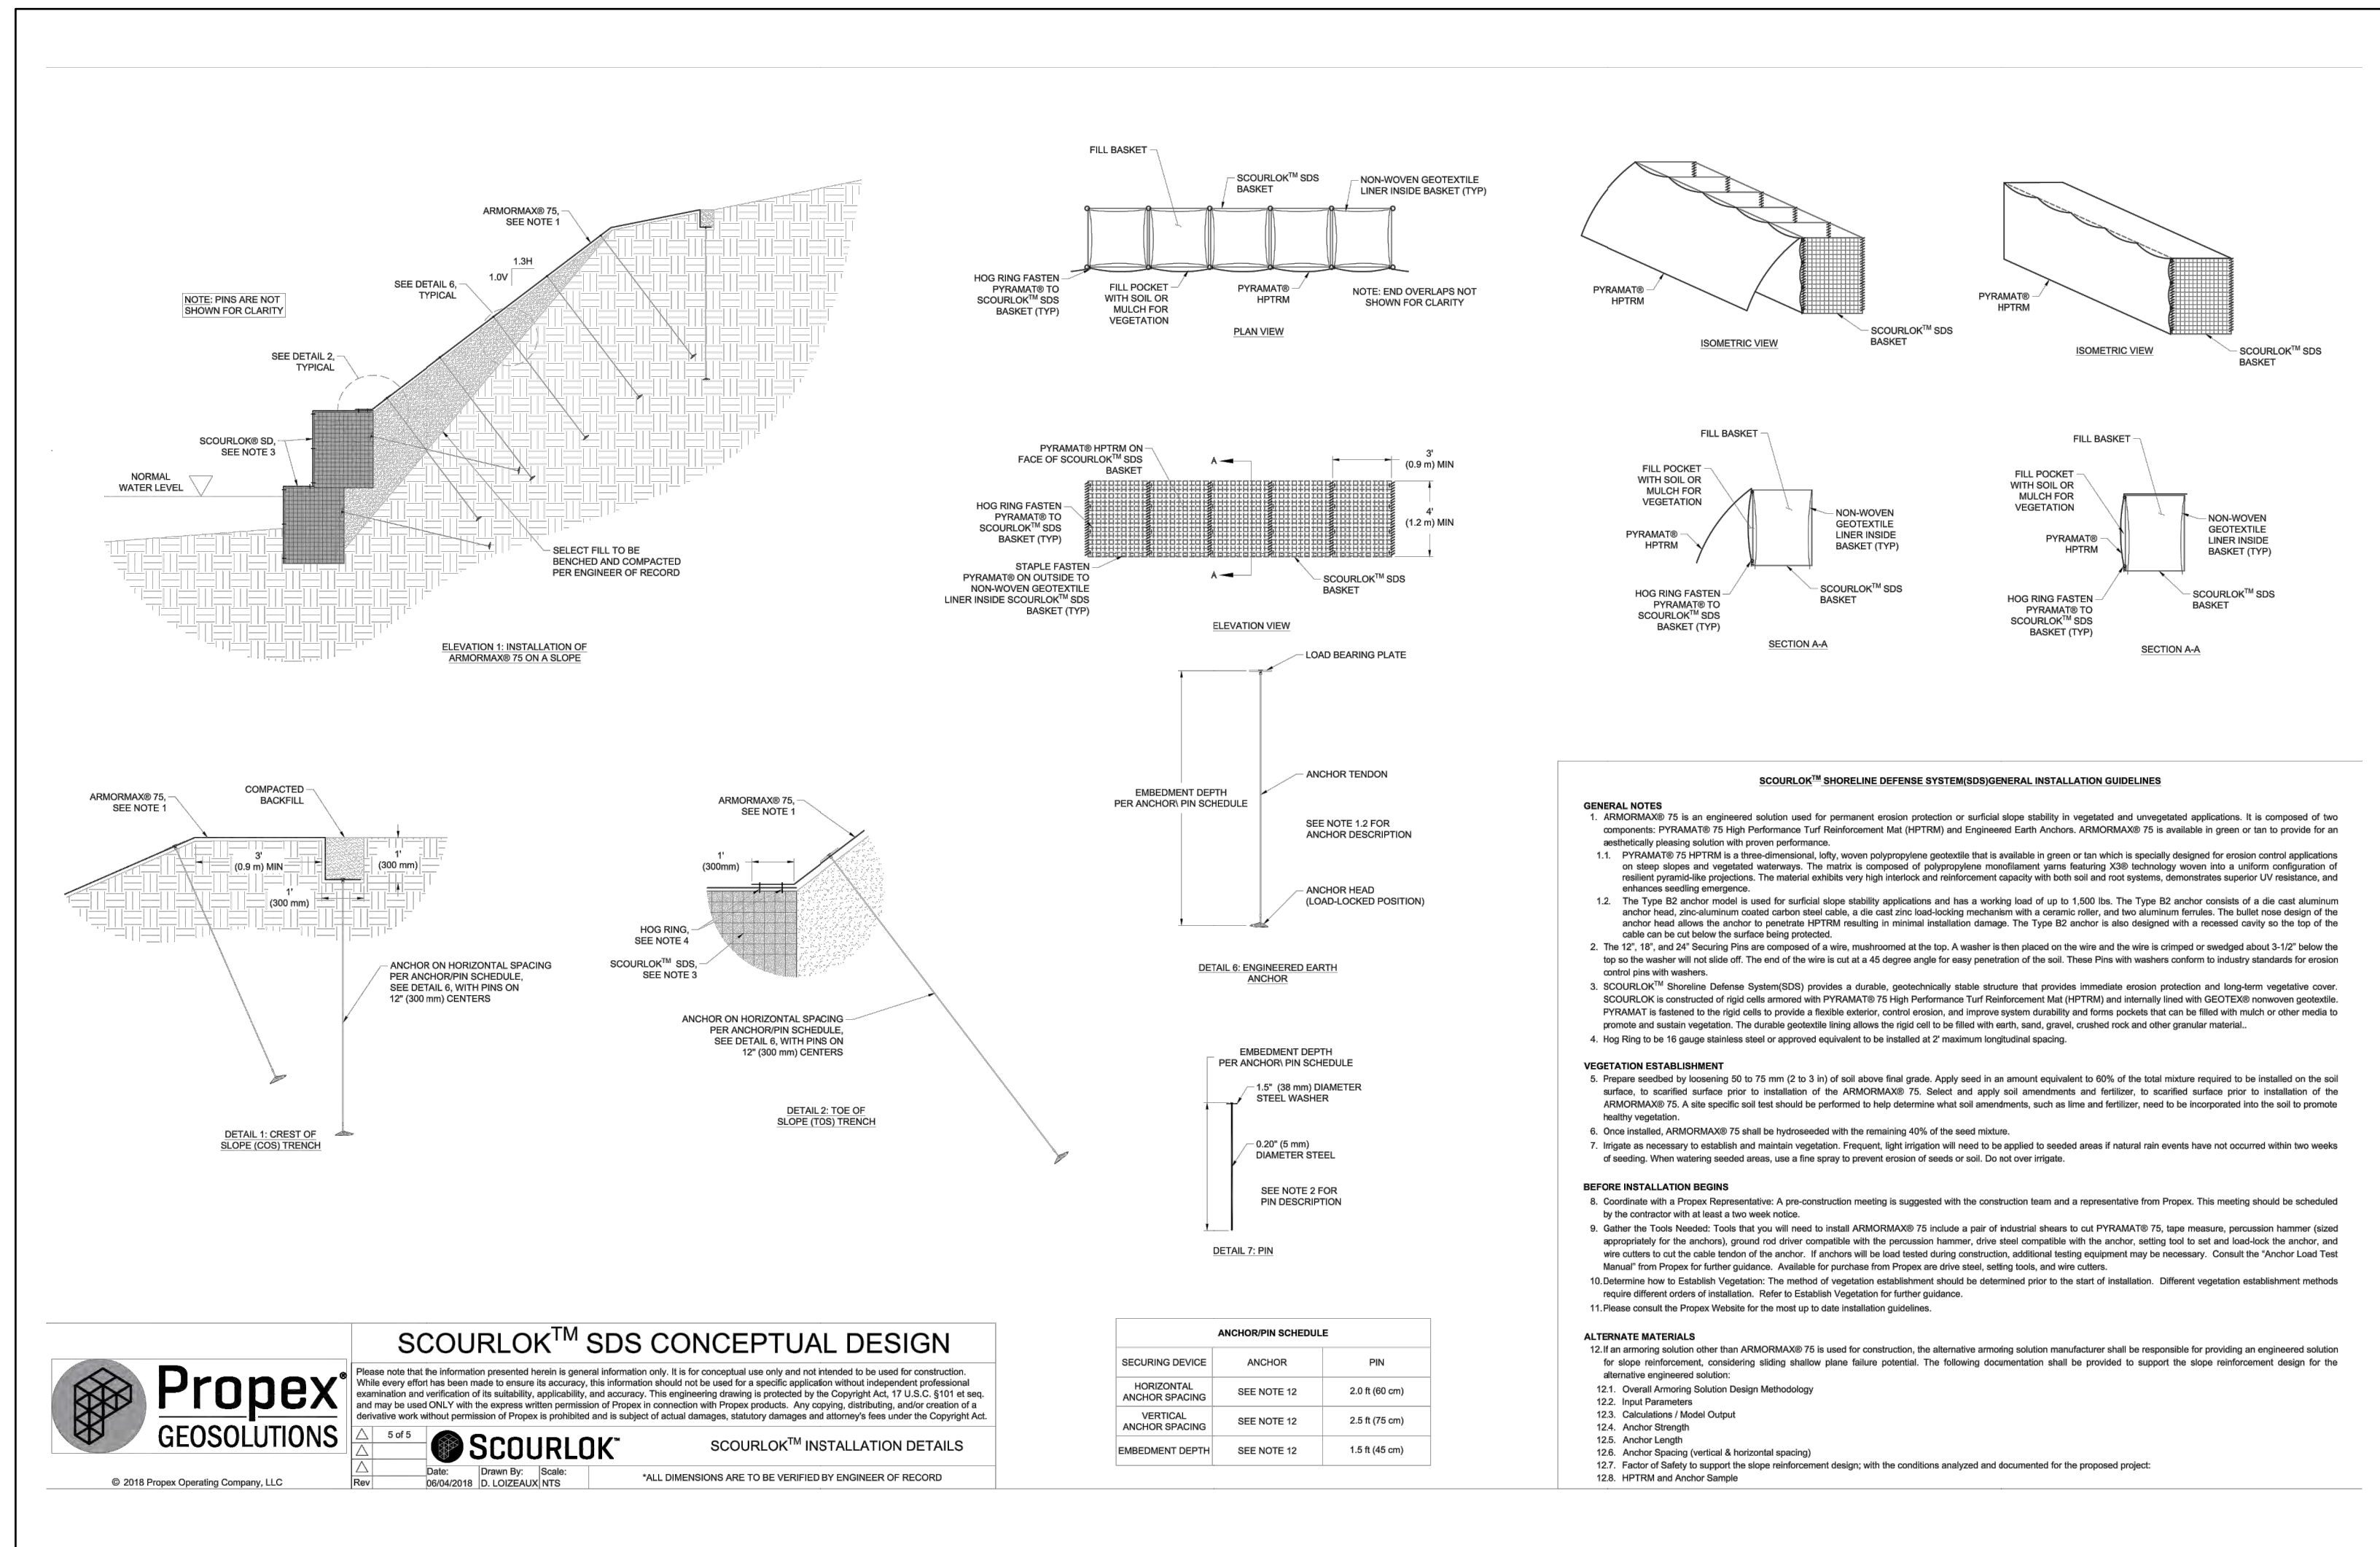 ARMORMAX® 75,
SEE NOTE 1
1.3H
1.0V
SEE DETAIL 6,
TYPICAL
NOTE: PINS ARE NOT
SHOWN FOR CLARITY
SEE DETAIL 2,
TYPICAL
SCOURLOK® SD,
SEE NOTE 3
NORMAL
WATER LEVEL
SELECT FILL TO BE
BENCHED AND COMPACTED
PER ENGINEER OF RECORD
ELEVATION 1: INSTALLATION OF
ARMORMAX® 75 ON A SLOPE
FILL BASKET
SCOURLOK™ SDS
BASKET
NON-WOVEN GEOTEXTILE
LINER INSIDE BASKET (TYP)
HOG RING FASTEN
PYRAMAT® TO
SCOURLOK™ SDS
BASKET (TYP)
FILL POCKET
WITH SOIL OR
MULCH FOR
VEGETATION
PYRAMAT®
HPTRM
NOTE: END OVERLAPS NOT
SHOWN FOR CLARITY
PLAN VIEW
PYRAMAT®
HPTRM
SCOURLOK™ SDS
BASKET
ISOMETRIC VIEW
PYRAMAT®
HPTRM
SCOURLOK™ SDS
BASKET
ISOMETRIC VIEW
PYRAMAT® HPTRM ON
FACE OF SCOURLOK™ SDS
BASKET
A
3'
(0.9 m) MIN
4'
(1.2 m) MIN
HOG RING FASTEN
PYRAMAT® TO
SCOURLOK™ SDS
BASKET (TYP)
STAPLE FASTEN
PYRAMAT® ON OUTSIDE TO
NON-WOVEN GEOTEXTILE
LINER INSIDE SCOURLOK™ SDS
BASKET (TYP)
A
SCOURLOK™ SDS
BASKET
ELEVATION VIEW
FILL BASKET
FILL POCKET
WITH SOIL OR
MULCH FOR
VEGETATION
PYRAMAT®
HPTRM
NON-WOVEN
GEOTEXTILE
LINER INSIDE
BASKET (TYP)
HOG RING FASTEN
PYRAMAT® TO
SCOURLOK™ SDS
BASKET (TYP)
SCOURLOK™ SDS
BASKET
SECTION A-A
FILL BASKET
FILL POCKET
WITH SOIL OR
MULCH FOR
VEGETATION
PYRAMAT®
HPTRM
NON-WOVEN
GEOTEXTILE
LINER INSIDE
BASKET (TYP)
HOG RING FASTEN
PYRAMAT® TO
SCOURLOK™ SDS
BASKET (TYP)
SCOURLOK™ SDS
BASKET
SECTION A-A
ARMORMAX® 75,
SEE NOTE 1
COMPACTED
BACKFILL
3'
(0.9 m) MIN
1'
(300 mm)
1'
(300 mm)
ANCHOR ON HORIZONTAL SPACING
PER ANCHOR/PIN SCHEDULE,
SEE DETAIL 6, WITH PINS ON
12" (300 mm) CENTERS
DETAIL 1: CREST OF
SLOPE (COS) TRENCH
ARMORMAX® 75,
SEE NOTE 1
1'
(300mm)
HOG RING,
SEE NOTE 4
SCOURLOK™ SDS,
SEE NOTE 3
ANCHOR ON HORIZONTAL SPACING
PER ANCHOR/PIN SCHEDULE,
SEE DETAIL 6, WITH PINS ON
12" (300 mm) CENTERS
DETAIL 2: TOE OF
SLOPE (TDS) TRENCH
LOAD BEARING PLATE
EMBEDMENT DEPTH
PER ANCHOR\ PIN SCHEDULE
ANCHOR TENDON
SEE NOTE 1.2 FOR
ANCHOR DESCRIPTION
ANCHOR HEAD
(LOAD-LOCKED POSITION)
DETAIL 6: ENGINEERED EARTH
ANCHOR
EMBEDMENT DEPTH
PER ANCHOR\ PIN SCHEDULE
1.5" (38 mm) DIAMETER
STEEL WASHER
0.20" (5 mm)
DIAMETER STEEL
SEE NOTE 2 FOR
PIN DESCRIPTION
DETAIL 7: PIN
SCOURLOK™ SHORELINE DEFENSE SYSTEM(SDS)GENERAL INSTALLATION GUIDELINES
GENERAL NOTES
1. ARMORMAX® 75 is an engineered solution used for permanent erosion protection or surficial slope stability in vegetated and unvegetated applications. It is composed of two
components: PYRAMAT® 75 High Performance Turf Reinforcement Mat (HPTRM) and Engineered Earth Anchors. ARMORMAX® 75 is available in green or tan to provide for an
aesthetically pleasing solution with proven performance.
1.1. PYRAMAT® 75 HPTRM is a three-dimensional, lofty, woven polypropylene geotextile that is available in green or tan which is specially designed for erosion control applications
on steep slopes and vegetated waterways. The matrix is composed of polypropylene monofilament yarns featuring X3® technology woven into a uniform configuration of
resilient pyramid-like projections. The material exhibits very high interlock and reinforcement capacity with both soil and root systems, demonstrates superior UV resistance, and
enhances seedling emergence.
1.2. The Type B2 anchor model is used for surficial slope stability applications and has a working load of up to 1,500 lbs. The Type B2 anchor consists of a die cast aluminum
anchor head, zinc-aluminum coated carbon steel cable, a die cast zinc load-locking mechanism with a ceramic roller, and two aluminum ferrules. The bullet nose design of the
anchor head allows the anchor to penetrate HPTRM resulting in minimal installation damage. The Type B2 anchor is also designed with a recessed cavity so the top of the
cable can be cut below the surface being protected.
2. The 12", 18", and 24" Securing Pins are composed of a wire, mushroomed at the top. A washer is then placed on the wire and the wire is crimped or swedged about 3-1/2" below the
top so the washer will not slide off. The end of the wire is cut at a 45 degree angle for easy penetration of the soil. These Pins with washers conform to industry standards for erosion
control pins with washers.
3. SCOURLOK™ Shoreline Defense System(SDS) provides a durable, geotechnically stable structure that provides immediate erosion protection and long-term vegetative cover.
SCOURLOK is constructed of rigid cells armored with PYRAMAT® 75 High Performance Turf Reinforcement Mat (HPTRM) and internally lined with GEOTEX® nonwoven geotextile.
PYRAMAT is fastened to the rigid cells to provide a flexible exterior, control erosion, and improve system durability and forms pockets that can be filled with mulch or other media to
promote and sustain vegetation. The durable geotextile lining allows the rigid cell to be filled with earth, sand, gravel, crushed rock and other granular material..
4. Hog Ring to be 16 gauge stainless steel or approved equivalent to be installed at 2' maximum longitudinal spacing.
VEGETATION ESTABLISHMENT
5. Prepare seedbed by loosening 50 to 75 mm (2 to 3 in) of soil above final grade. Apply seed in an amount equivalent to 60% of the total mixture required to be installed on the soil
surface, to scarified surface prior to installation of the ARMORMAX® 75. Select and apply soil amendments and fertilizer, to scarified surface prior to installation of the
ARMORMAX® 75. A site specific soil test should be performed to help determine what soil amendments, such as lime and fertilizer, need to be incorporated into the soil to promote
healthy vegetation.
6. Once installed, ARMORMAX® 75 shall be hydroseeded with the remaining 40% of the seed mixture.
7. Irrigate as necessary to establish and maintain vegetation. Frequent, light irrigation will need to be applied to seeded areas if natural rain events have not occurred within two weeks
of seeding. When watering seeded areas, use a fine spray to prevent erosion of seeds or soil. Do not over irrigate.
BEFORE INSTALLATION BEGINS
8. Coordinate with a Propex Representative: A pre-construction meeting is suggested with the construction team and a representative from Propex. This meeting should be scheduled
by the contractor with at least a two week notice.
9. Gather the Tools Needed: Tools that you will need to install ARMORMAX® 75 include a pair of industrial shears to cut PYRAMAT® 75, tape measure, percussion hammer (sized
appropriately for the anchors), ground rod driver compatible with the percussion hammer, drive steel compatible with the anchor, setting tool to set and load-lock the anchor, and
wire cutters to cut the cable tendon of the anchor. If anchors will be load tested during construction, additional testing equipment may be necessary. Consult the "Anchor Load Test
Manual" from Propex for further guidance. Available for purchase from Propex are drive steel, setting tools, and wire cutters.
10. Determine how to Establish Vegetation: The method of vegetation establishment should be determined prior to the start of installation. Different vegetation establishment methods
require different orders of installation. Refer to Establish Vegetation for further guidance.
11. Please consult the Propex Website for the most up to date installation guidelines.
ALTERNATE MATERIALS
12. If an armoring solution other than ARMORMAX® 75 is used for construction, the alternative armoring solution manufacturer shall be responsible for providing an engineered solution
for slope reinforcement, considering sliding shallow plane failure potential. The following documentation shall be provided to support the slope reinforcement design for the
alternative engineered solution:
12.1. Overall Armoring Solution Design Methodology
12.2. Input Parameters
12.3. Calculations / Model Output
12.4. Anchor Strength
12.5. Anchor Length
12.6. Anchor Spacing (vertical & horizontal spacing)
12.7. Factor of Safety to support the slope reinforcement design; with the conditions analyzed and documented for the proposed project:
12.8. HPTRM and Anchor Sample
ANCHOR/PIN SCHEDULE
SECURING DEVICE ANCHOR PIN
HORIZONTAL
ANCHOR SPACING SEE NOTE 12 2.0 ft (60 cm)
VERTICAL
ANCHOR SPACING SEE NOTE 12 2.5 ft (75 cm)
EMBEDMENT DEPTH SEE NOTE 12 1.5 ft (45 cm)
Propex®
GEOSOLUTIONS
© 2018 Propex Operating Company, LLC
SCOURLOK™ SDS CONCEPTUAL DESIGN
Please note that the information presented herein is general information only. It is for conceptual use only and not intended to be used for construction.
While every effort has been made to ensure its accuracy, this information should not be used for a specific application without independent professional
examination and verification of its suitability, applicability, and accuracy. This engineering drawing is protected by the Copyright Act, 17 U.S.C. §101 et seq.
and may be used ONLY with the express written permission of Propex in connection with Propex products. Any copying, distributing, and/or creation of a
derivative work without permission of Propex is prohibited and is subject of actual damages, statutory damages and attorney's fees under the Copyright Act.
5 of 5
SCOURLOK™
SCOURLOK™ INSTALLATION DETAILS
Rev
Date: Drawn By: Scale:
06/04/2018 D. LOIZEAUX NTS
*ALL DIMENSIONS ARE TO BE VERIFIED BY ENGINEER OF RECORD